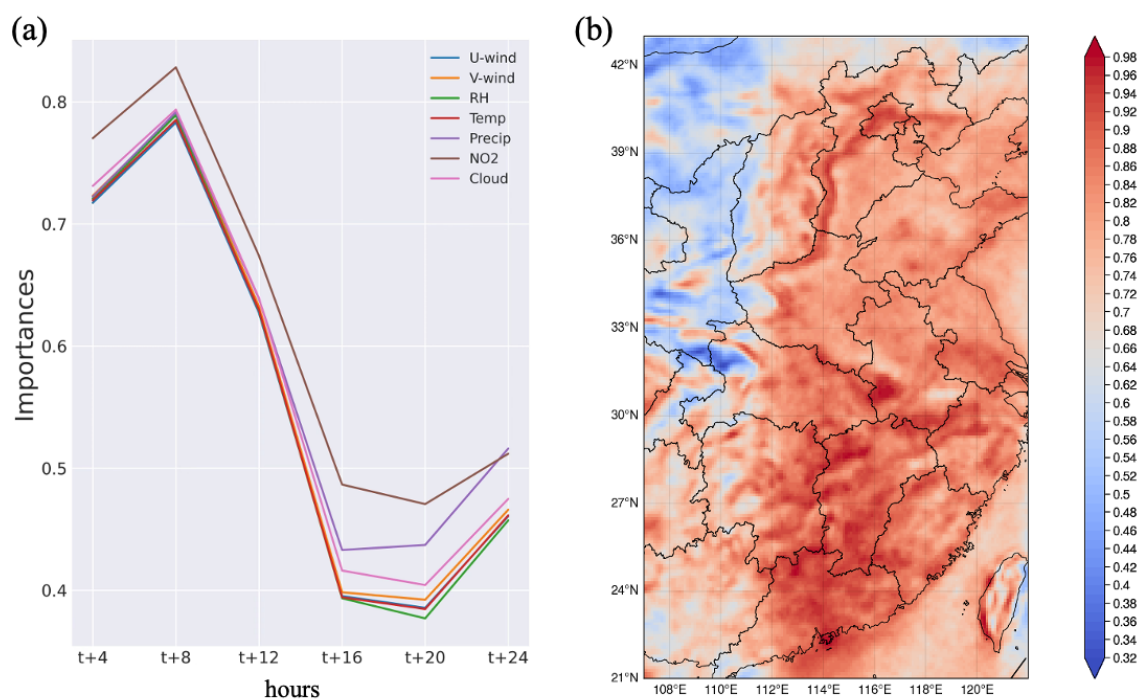 (a)
Importances
0.8
0.7
0.6
0.5
0.4
U-wind
V-wind
RH
Temp
Precip
NO2
Cloud
t+4 t+8 t+12 t+16 t+20 t+24
hours
(b)
42°N
39°N
36°N
33°N
30°N
27°N
24°N
21°N
108°E 110°E 112°E 114°E 116°E 118°E 120°E
0.98
0.96
0.94
0.92
0.9
0.88
0.86
0.84
0.82
0.8
0.78
0.76
0.74
0.72
0.7
0.68
0.66
0.64
0.62
0.6
0.58
0.56
0.54
0.52
0.5
0.48
0.46
0.44
0.42
0.4
0.38
0.36
0.34
0.32